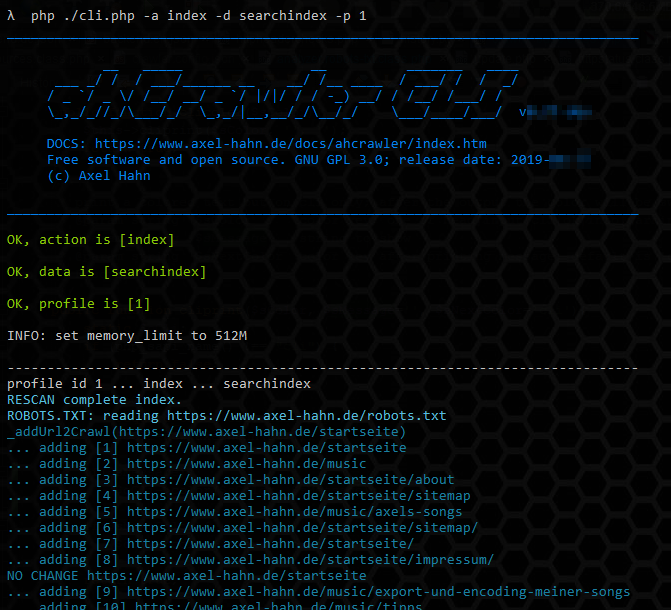 λ php ./cli.php -a index -d searchindex -p 1
ahCrawler CLI
DOCS: https://www.axel-hahn.de/docs/ahcrawler/index.htm
Free software and open source. GNU GPL 3.0; release date: 2019-
(c) Axel Hahn
OK, action is [index]
OK, data is [searchindex]
OK, profile is [1]
INFO: set memory_limit to 512M
-------------------------------------------------------------------------------
profile id 1 ... index ... searchindex
RESCAN complete index.
ROBOTS.TXT: reading https://www.axel-hahn.de/robots.txt
_addUrl2Crawl(https://www.axel-hahn.de/startseite)
... adding [1] https://www.axel-hahn.de/startseite
... adding [2] https://www.axel-hahn.de/music
... adding [3] https://www.axel-hahn.de/startseite/about
... adding [4] https://www.axel-hahn.de/startseite/sitemap
... adding [5] https://www.axel-hahn.de/music/axels-songs
... adding [6] https://www.axel-hahn.de/startseite/sitemap/
... adding [7] https://www.axel-hahn.de/startseite/
... adding [8] https://www.axel-hahn.de/startseite/impressum/
NO CHANGE https://www.axel-hahn.de/startseite
... adding [9] https://www.axel-hahn.de/music/export-und-encoding-meiner-songs
... adding [10] https://www.axel-hahn.de/music/tipps